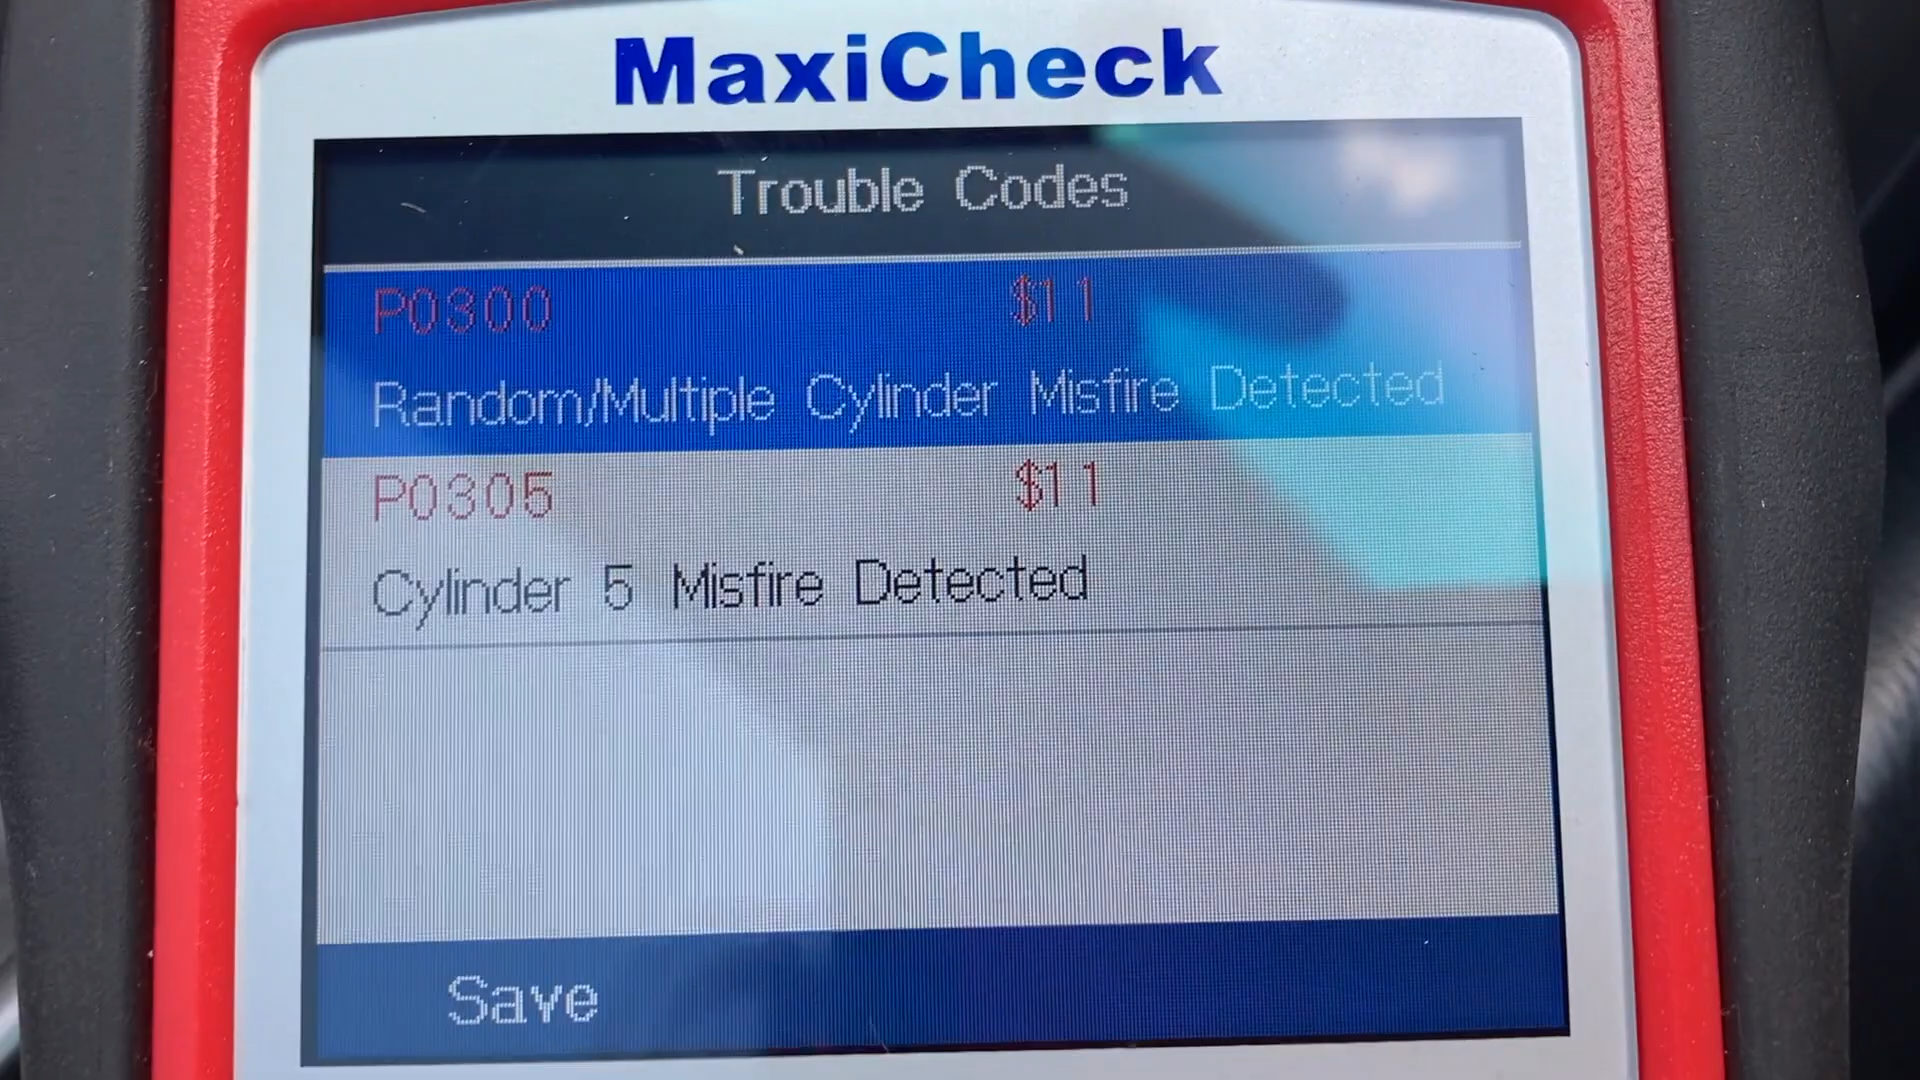 MaxiCheck
Trouble Codes
P0300 $11
Random/Multiple Cylinder Misfire Detected
P0305 $11
Cylinder 5 Misfire Detected
Save